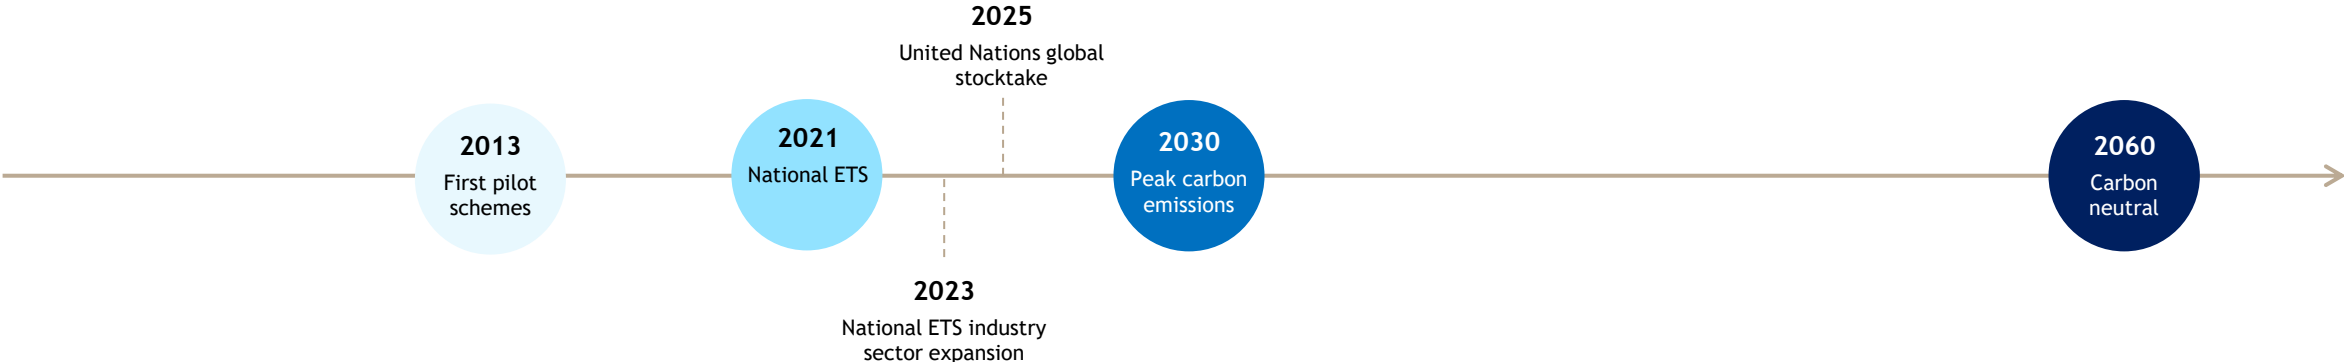 2013
First pilot
schemes
2021
National ETS
2023
National ETS industry
sector expansion
2025
United Nations global
stocktake
2030
Peak carbon
emissions
2060
Carbon
neutral